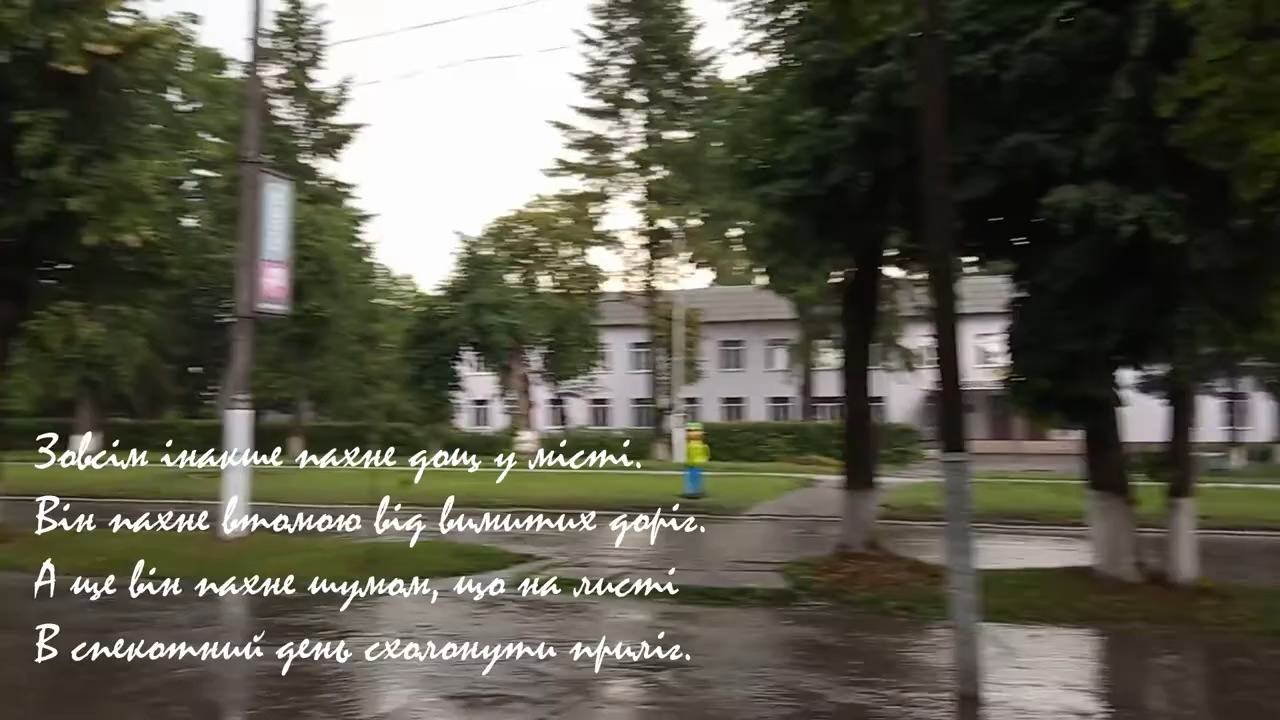 Зовсім інакше пахне дощ у місті.
Він пахне втомою від вимитих доріг.
А ще він пахне шумом, що на листі
В спекотний день схолонути приліг.